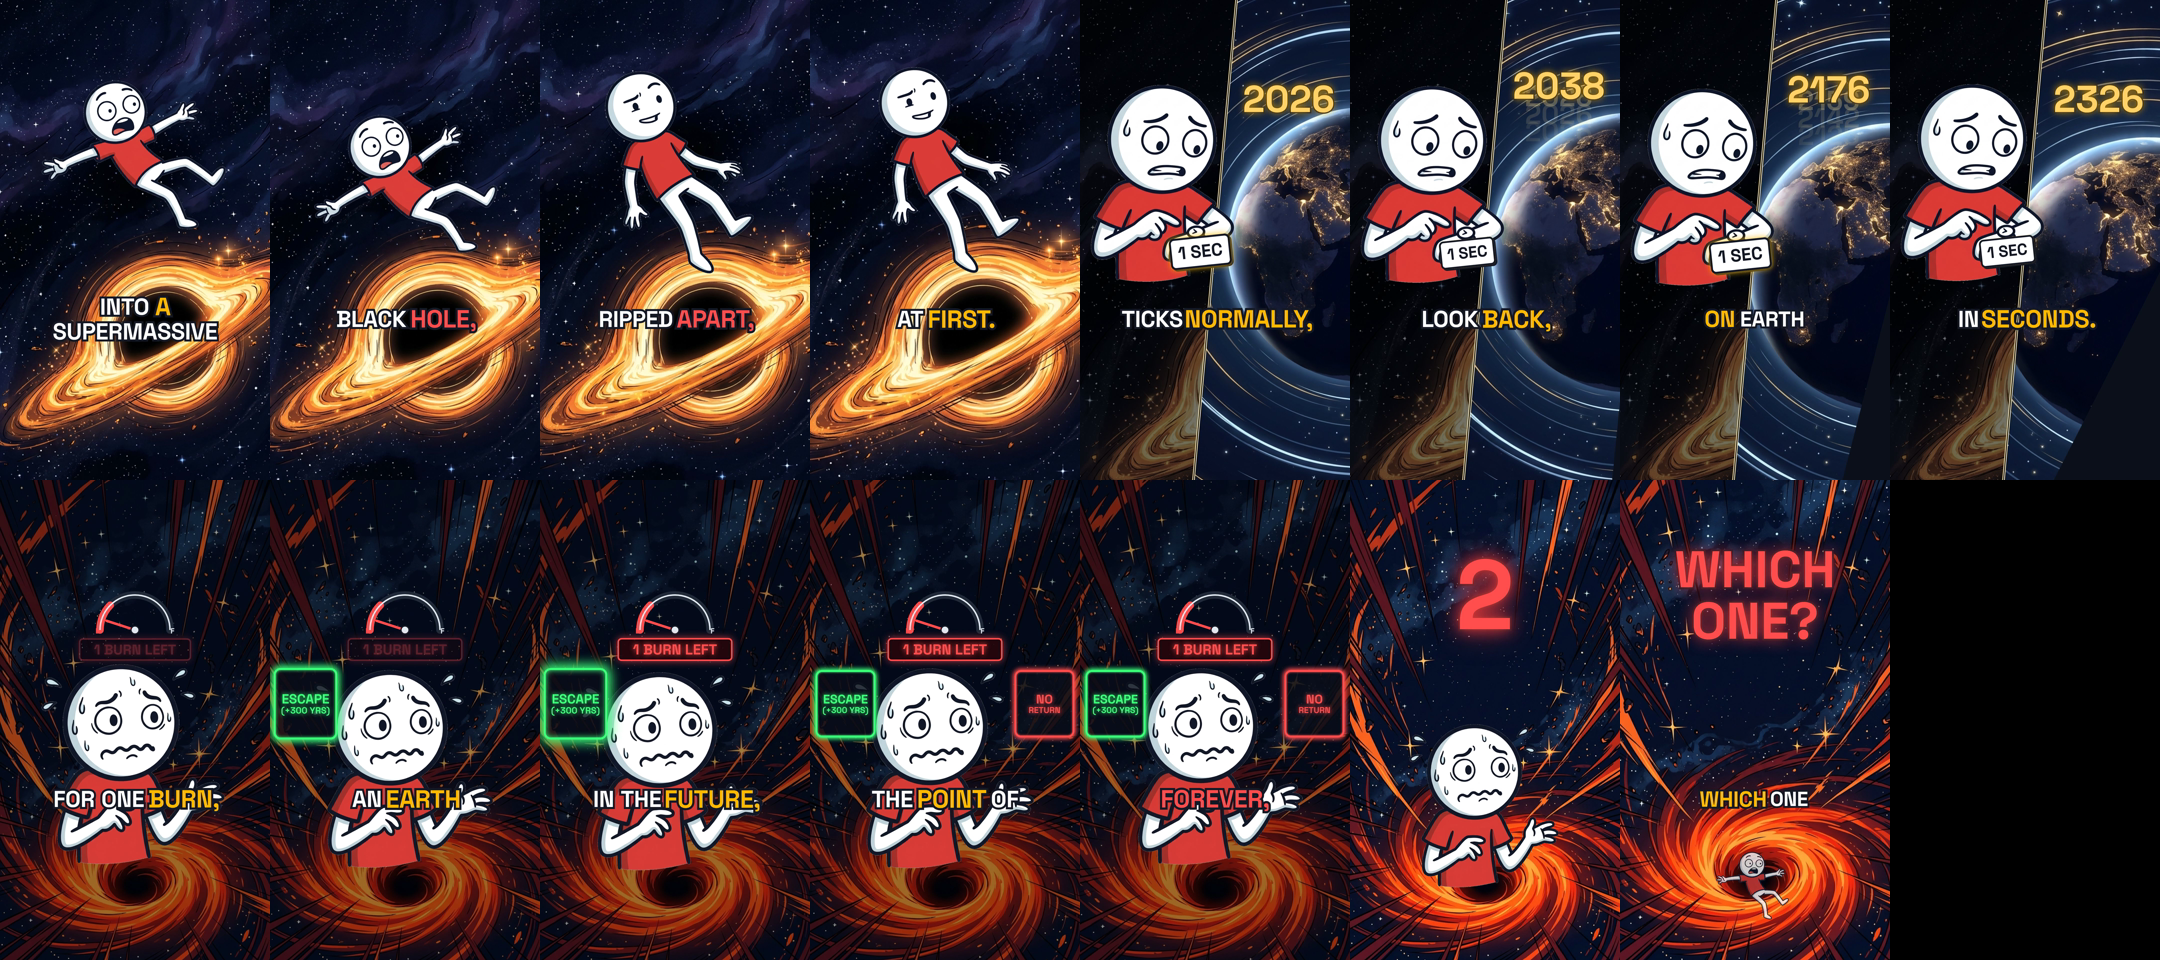 INTO A
SUPERMASSIVE
BLACK HOLE,
RIPPED APART,
AT FIRST.
2026
1 SEC
TICKS NORMALLY,
2038
1 SEC
LOOK BACK,
2176
1 SEC
ON EARTH
2326
1 SEC
IN SECONDS.
1 BURN LEFT
FOR ONE BURN,
1 BURN LEFT
ESCAPE
(+300 YRS)
AN EARTH
1 BURN LEFT
ESCAPE
(+300 YRS)
IN THE FUTURE,
1 BURN LEFT
ESCAPE
(+300 YRS)
NO
RETURN
THE POINT OF
1 BURN LEFT
ESCAPE
(+300 YRS)
NO
RETURN
FOREVER,
2
WHICH
ONE?
WHICH ONE